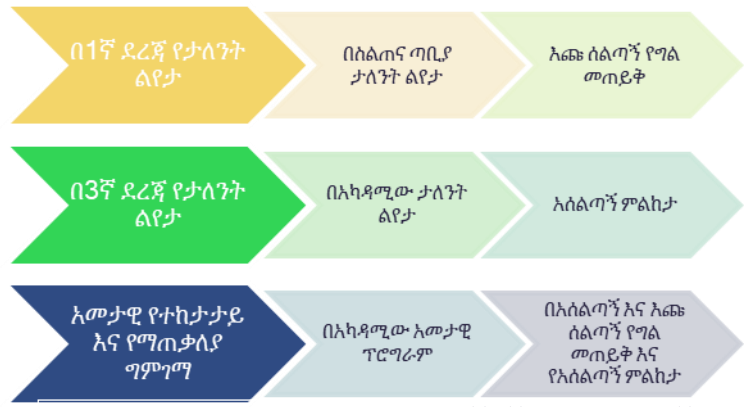 በ1ኛ ደረጃ የታለንት
ልየታ
በስልጠና ጣቢያ
ታለንት ልየታ
እጩ ሰልጣኝ የግል
መጠይቅ
በ3ኛ ደረጃ የታለንት
ልየታ
በአካዳሚው ታለንት
ልየታ
አሰልጣኝ ምልከታ
አመታዊ የተከታታይ
እና የማጠቃለያ
ግምገማ
በአካዳሚው አመታዊ
ፕሮግራም
በአሰልጣኝ እና እጩ
ሰልጣኝ የግል
መጠይቅ እና
የአሰልጣኝ ምልከታ